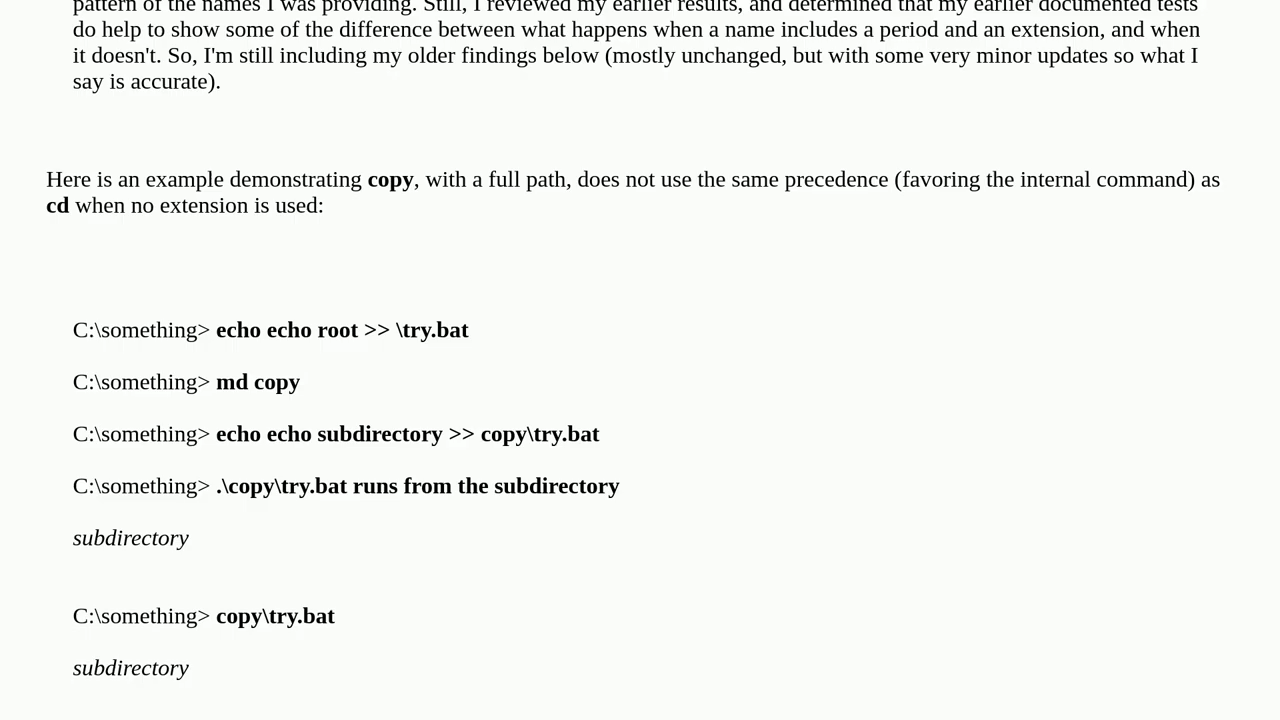 pattern of the names I was providing. Still, I reviewed my earlier results, and determined that my earlier documented tests
do help to show some of the difference between what happens when a name includes a period and an extension, and when
it doesn't. So, I'm still including my older findings below (mostly unchanged, but with some very minor updates so what I
say is accurate).
Here is an example demonstrating copy, with a full path, does not use the same precedence (favoring the internal command) as
cd when no extension is used:
C:\something> echo echo root >> \try.bat
C:\something> md copy
C:\something> echo echo subdirectory >> copy\try.bat
C:\something> .\copy\try.bat runs from the subdirectory
subdirectory
C:\something> copy\try.bat
subdirectory